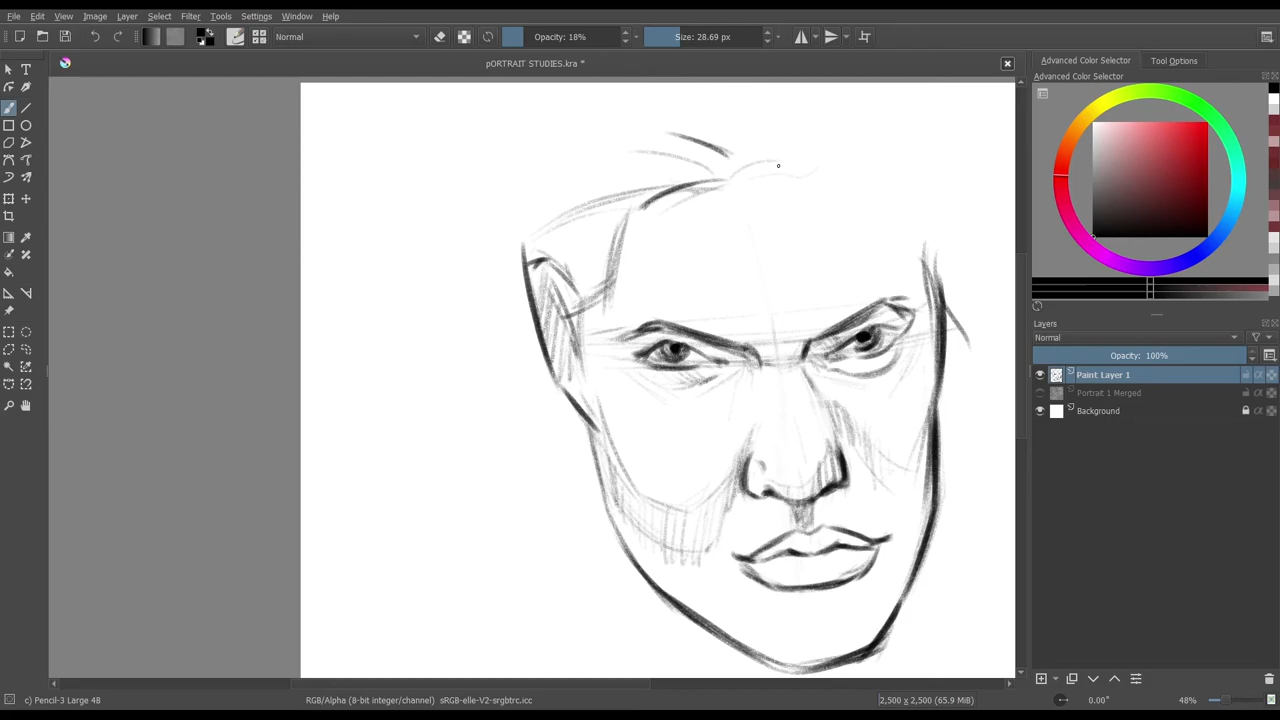 File Edit View Image Layer Select Filter Tools Settings Window Help
Normal Opacity: 18% Size: 28.69 px
pORTRAIT STUDIES.kra *
Advanced Color Selector Tool Options
Advanced Color Selector
Layers
Normal
Opacity: 100%
Paint Layer 1
Portrait 1 Merged
Background
c) Pencil-3 Large 4B RGB/Alpha (8-bit integer/channel) sRGB-elle-V2-srgbtrc.icc 2,500 x 2,500 (65.9 MiB) 0.00° 48%